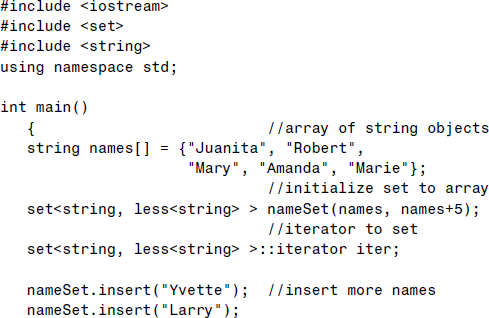 #include <iostream>
#include <set>
#include <string>
using namespace std;
int main()
{ //array of string objects
string names[] = {"Juanita", "Robert",
"Mary", "Amanda", "Marie"};
//initialize set to array
set<string, less<string> > nameSet(names, names+5);
//iterator to set
set<string, less<string> >::iterator iter;
nameSet.insert("Yvette"); //insert more names
nameSet.insert("Larry");